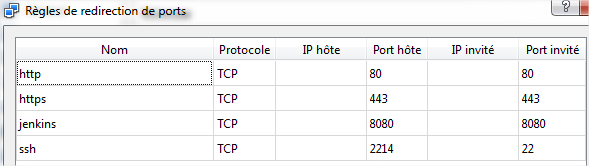 Règles de redirection de ports ?
Nom Protocole IP hôte Port hôte IP invité Port invité
http TCP 80 80
https TCP 443 443
jenkins TCP 8080 8080
ssh TCP 2214 22